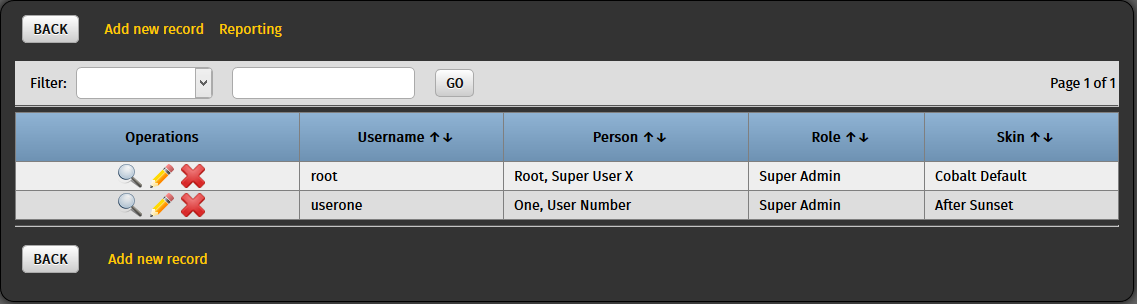 BACK Add new record Reporting
Filter: GO Page 1 of 1
Operations Username ↑↓ Person ↑↓ Role ↑↓ Skin ↑↓
root Root, Super User X Super Admin Cobalt Default
userone One, User Number Super Admin After Sunset
BACK Add new record